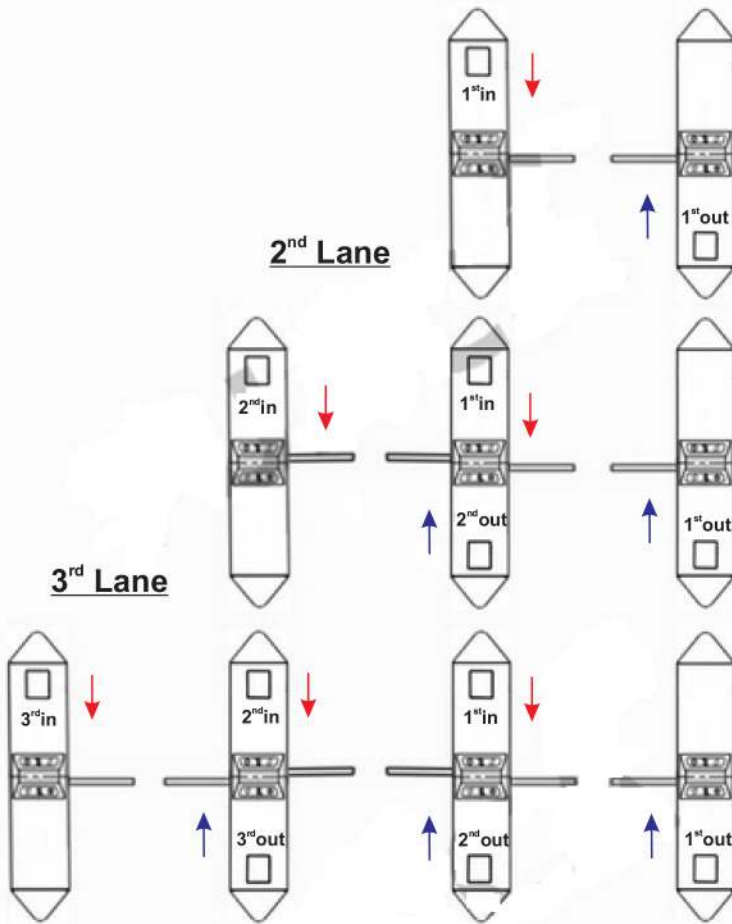 1st in
2nd Lane
1st out
2nd in
1st in
2nd out
1st out
3rd Lane
3rd in
2nd in
1st in
3rd out
2nd out
1st out